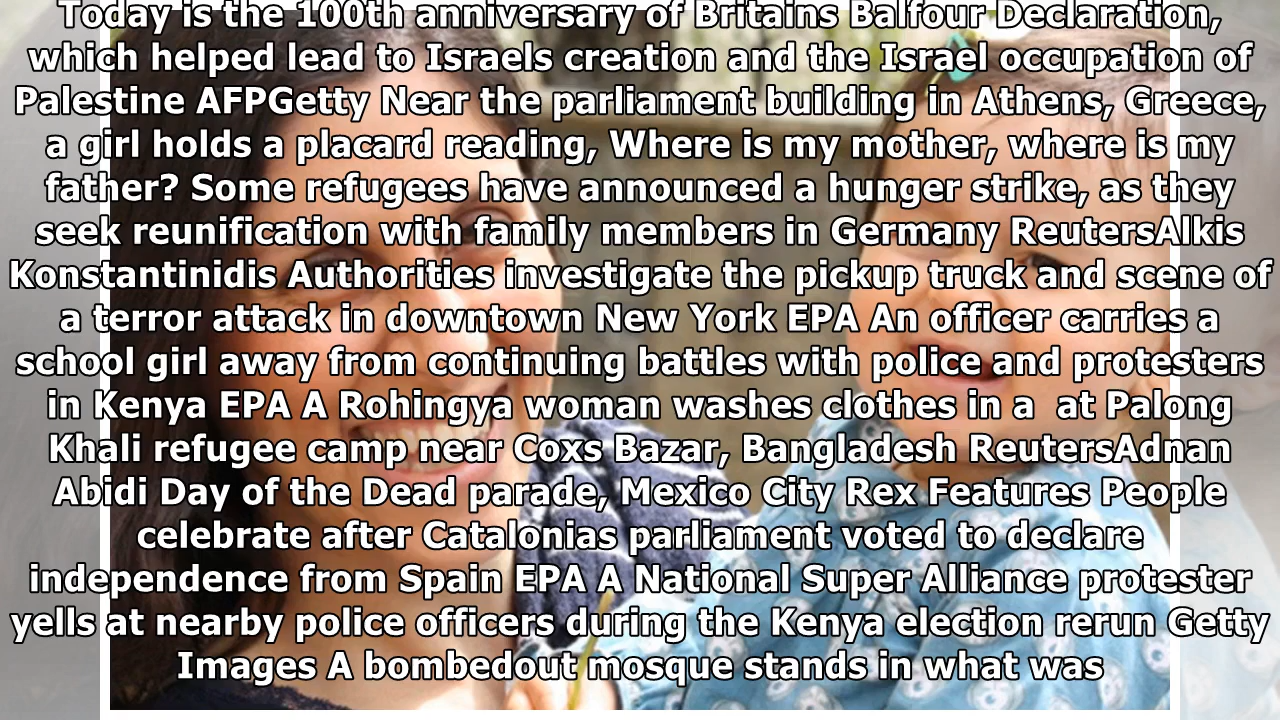 Today is the 100th anniversary of Britains Balfour Declaration,
which helped lead to Israels creation and the Israel occupation of
Palestine AFPGetty Near the parliament building in Athens, Greece,
a girl holds a placard reading, Where is my mother, where is my
father? Some refugees have announced a hunger strike, as they
seek reunification with family members in Germany ReutersAlkis
Konstantinidis Authorities investigate the pickup truck and scene of
a terror attack in downtown New York EPA An officer carries a
school girl away from continuing battles with police and protesters
in Kenya EPA A Rohingya woman washes clothes in a  at Palong
Khali refugee camp near Coxs Bazar, Bangladesh ReutersAdnan
Abidi Day of the Dead parade, Mexico City Rex Features People
celebrate after Catalonias parliament voted to declare
independence from Spain EPA A National Super Alliance protester
yells at nearby police officers during the Kenya election rerun Getty
Images A bombedout mosque stands in what was